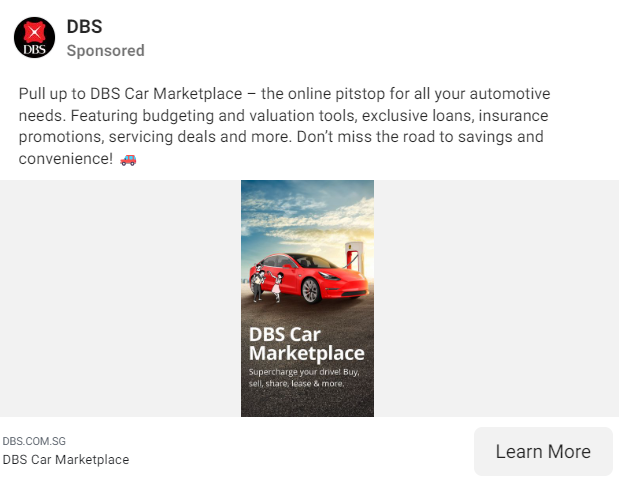 DBS
DBS
Sponsored
Pull up to DBS Car Marketplace – the online pitstop for all your automotive
needs. Featuring budgeting and valuation tools, exclusive loans, insurance
promotions, servicing deals and more. Don’t miss the road to savings and
convenience! 🚗
DBS Car
Marketplace
Supercharge your drive! Buy,
sell, share, lease & more.
DBS.COM.SG
DBS Car Marketplace
Learn More